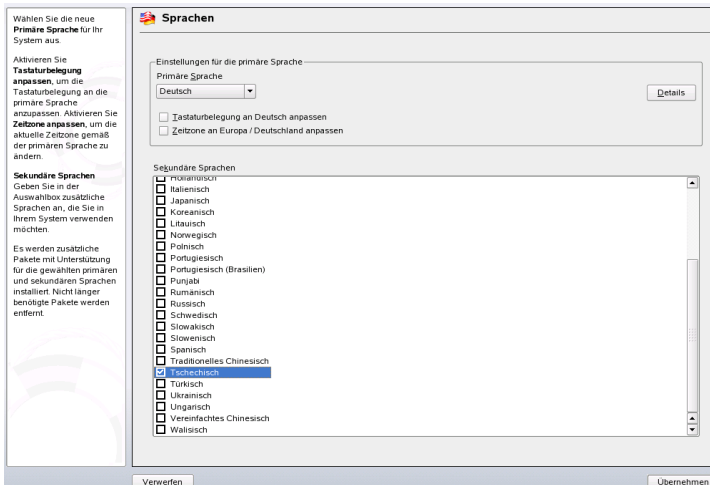 Wählen Sie die neue
Primäre Sprache für Ihr
System aus.
Aktivieren Sie
Tastaturbelegung
anpassen, um die
Tastaturbelegung an die
primäre Sprache
anzupassen. Aktivieren Sie
Zeitzone anpassen, um die
aktuelle Zeitzone gemäß
der primären Sprache zu
ändern.
Sekundäre Sprachen
Geben Sie in der
Auswahlbox zusätzliche
Sprachen an, die Sie in
Ihrem System verwenden
möchten.
Es werden zusätzliche
Pakete mit Unterstützung
für die gewählten primären
und sekundären Sprachen
installiert. Nicht länger
benötigte Pakete werden
entfernt.
Sprachen
Einstellungen für die primäre Sprache
Primäre Sprache
Deutsch
Details
Tastaturbelegung an Deutsch anpassen
Zeitzone an Europa / Deutschland anpassen
Sekundäre Sprachen
Holländisch
Italienisch
Japanisch
Koreanisch
Litauisch
Norwegisch
Polnisch
Portugiesisch
Portugiesisch (Brasilien)
Punjabi
Rumänisch
Russisch
Schwedisch
Slowakisch
Slowenisch
Spanisch
Traditionelles Chinesisch
Tschechisch
Türkisch
Ukrainisch
Ungarisch
Vereinfachtes Chinesisch
Walisisch
Verwerfen
Übernehmen